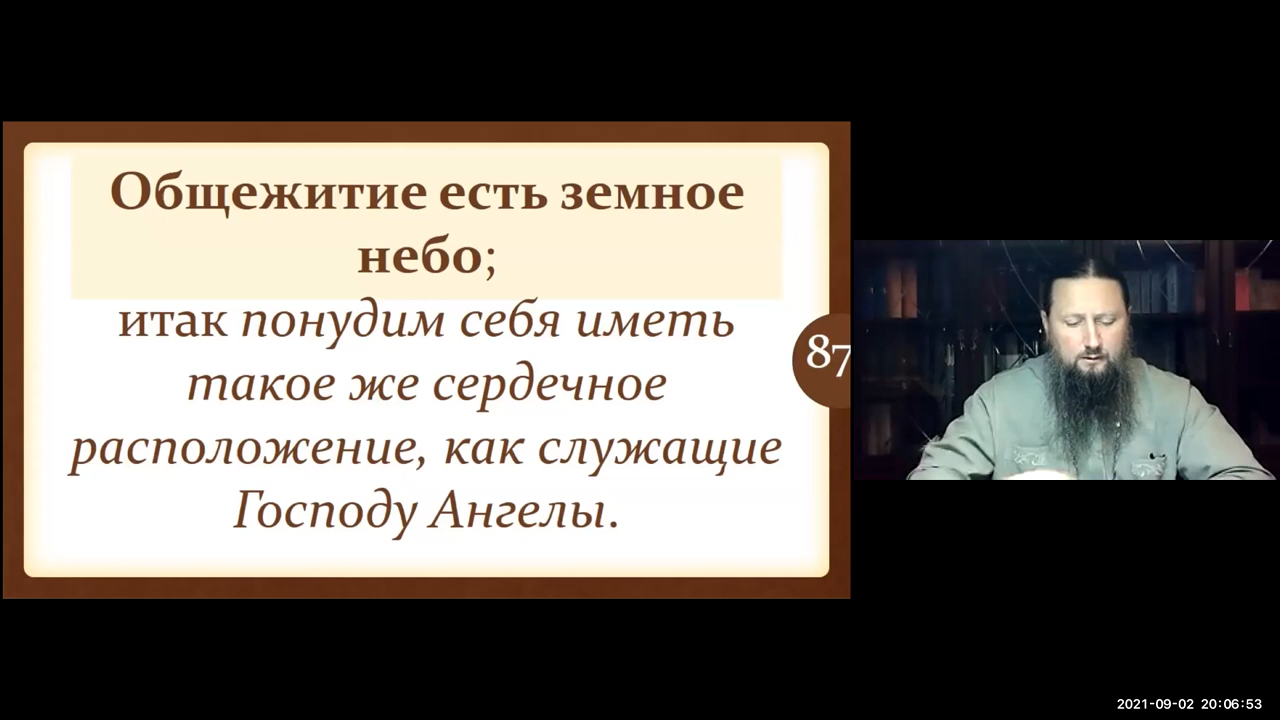 Общежитие есть земное
небо;
итак понудим себя иметь
такое же сердечное
расположение, как служащие
Господу Ангелы.
87
2021-09-02 20:06:53